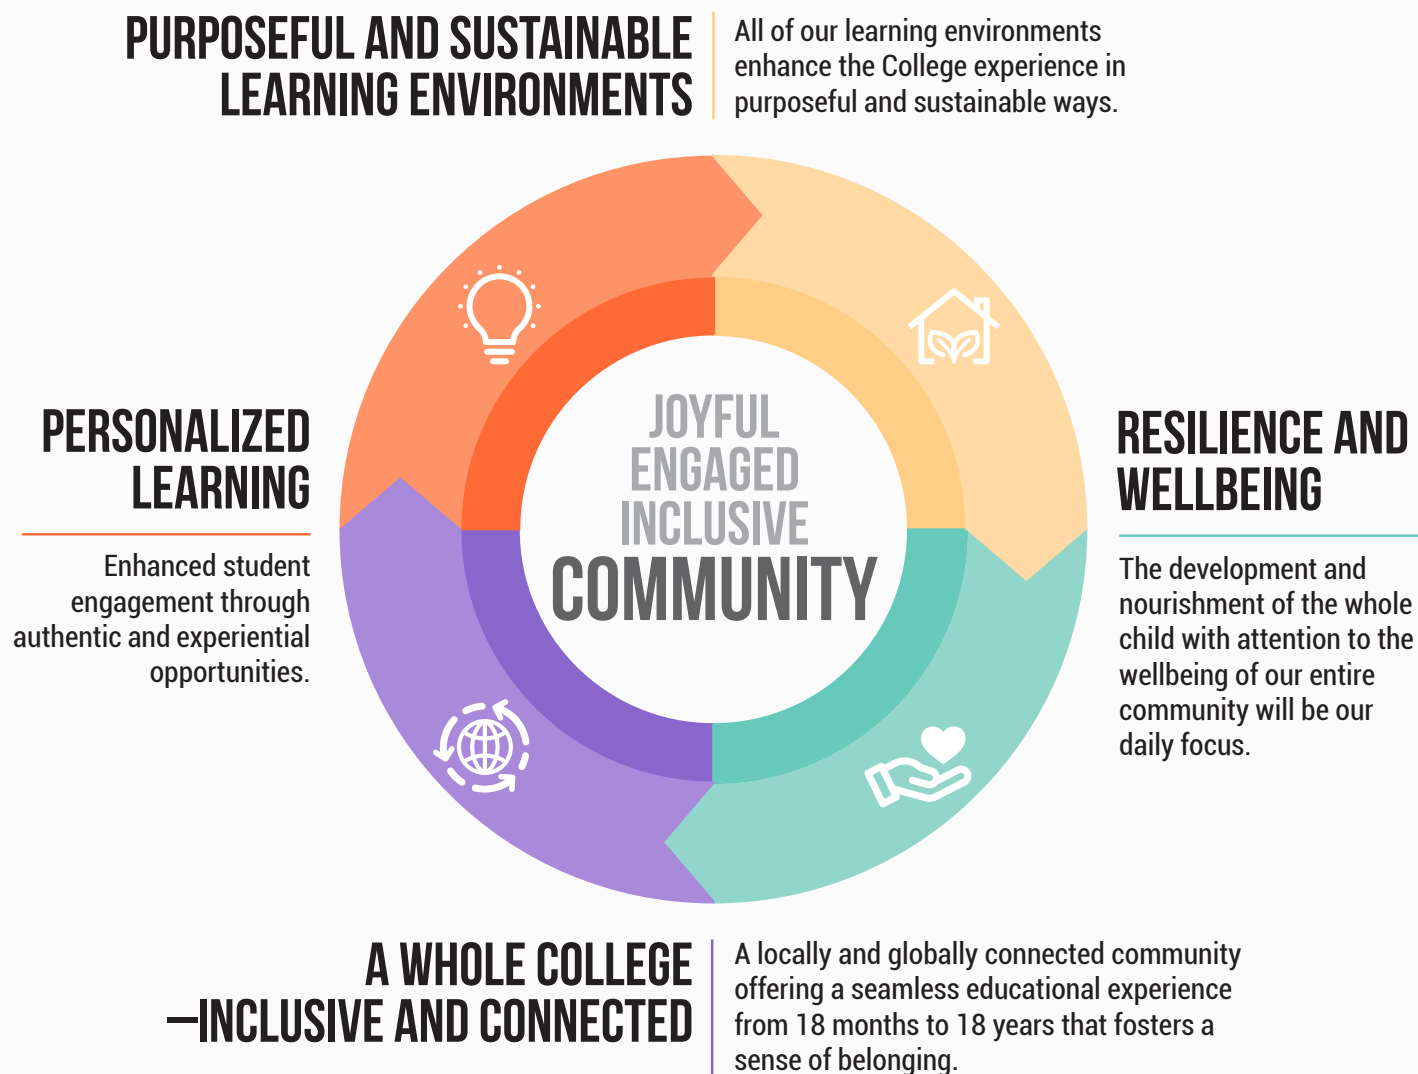 PURPOSEFUL AND SUSTAINABLE
LEARNING ENVIRONMENTS
All of our learning environments
enhance the College experience in
purposeful and sustainable ways.
PERSONALIZED
LEARNING
Enhanced student
engagement through
authentic and experiential
opportunities.
JOYFUL
ENGAGED
INCLUSIVE
COMMUNITY
RESILIENCE AND
WELLBEING
The development and
nourishment of the whole
child with attention to the
wellbeing of our entire
community will be our
daily focus.
A WHOLE COLLEGE
—INCLUSIVE AND CONNECTED
A locally and globally connected community
offering a seamless educational experience
from 18 months to 18 years that fosters a
sense of belonging.